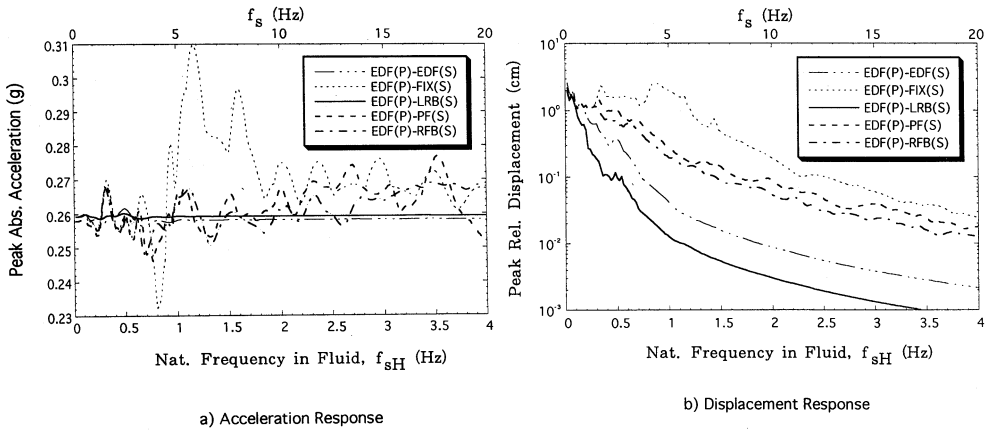 f_s (Hz)
0 5 10 15 20
0.31
0.3
0.29
0.28
0.27
0.26
0.25
0.24
0.23
Peak Abs. Acceleration (g)
EDF(P)-EDF(S)
EDF(P)-FIX(S)
EDF(P)-LRB(S)
EDF(P)-PF(S)
EDF(P)-RFB(S)
0 0.5 1 1.5 2 2.5 3 3.5 4
Nat. Frequency in Fluid, f_sH (Hz)
a) Acceleration Response
f_s (Hz)
0 5 10 15 20
10^1
10^0
10^-1
10^-2
10^-3
Peak Rel. Displacement (cm)
EDF(P)-EDF(S)
EDF(P)-FIX(S)
EDF(P)-LRB(S)
EDF(P)-PF(S)
EDF(P)-RFB(S)
0 0.5 1 1.5 2 2.5 3 3.5 4
Nat. Frequency in Fluid, f_sH (Hz)
b) Displacement Response